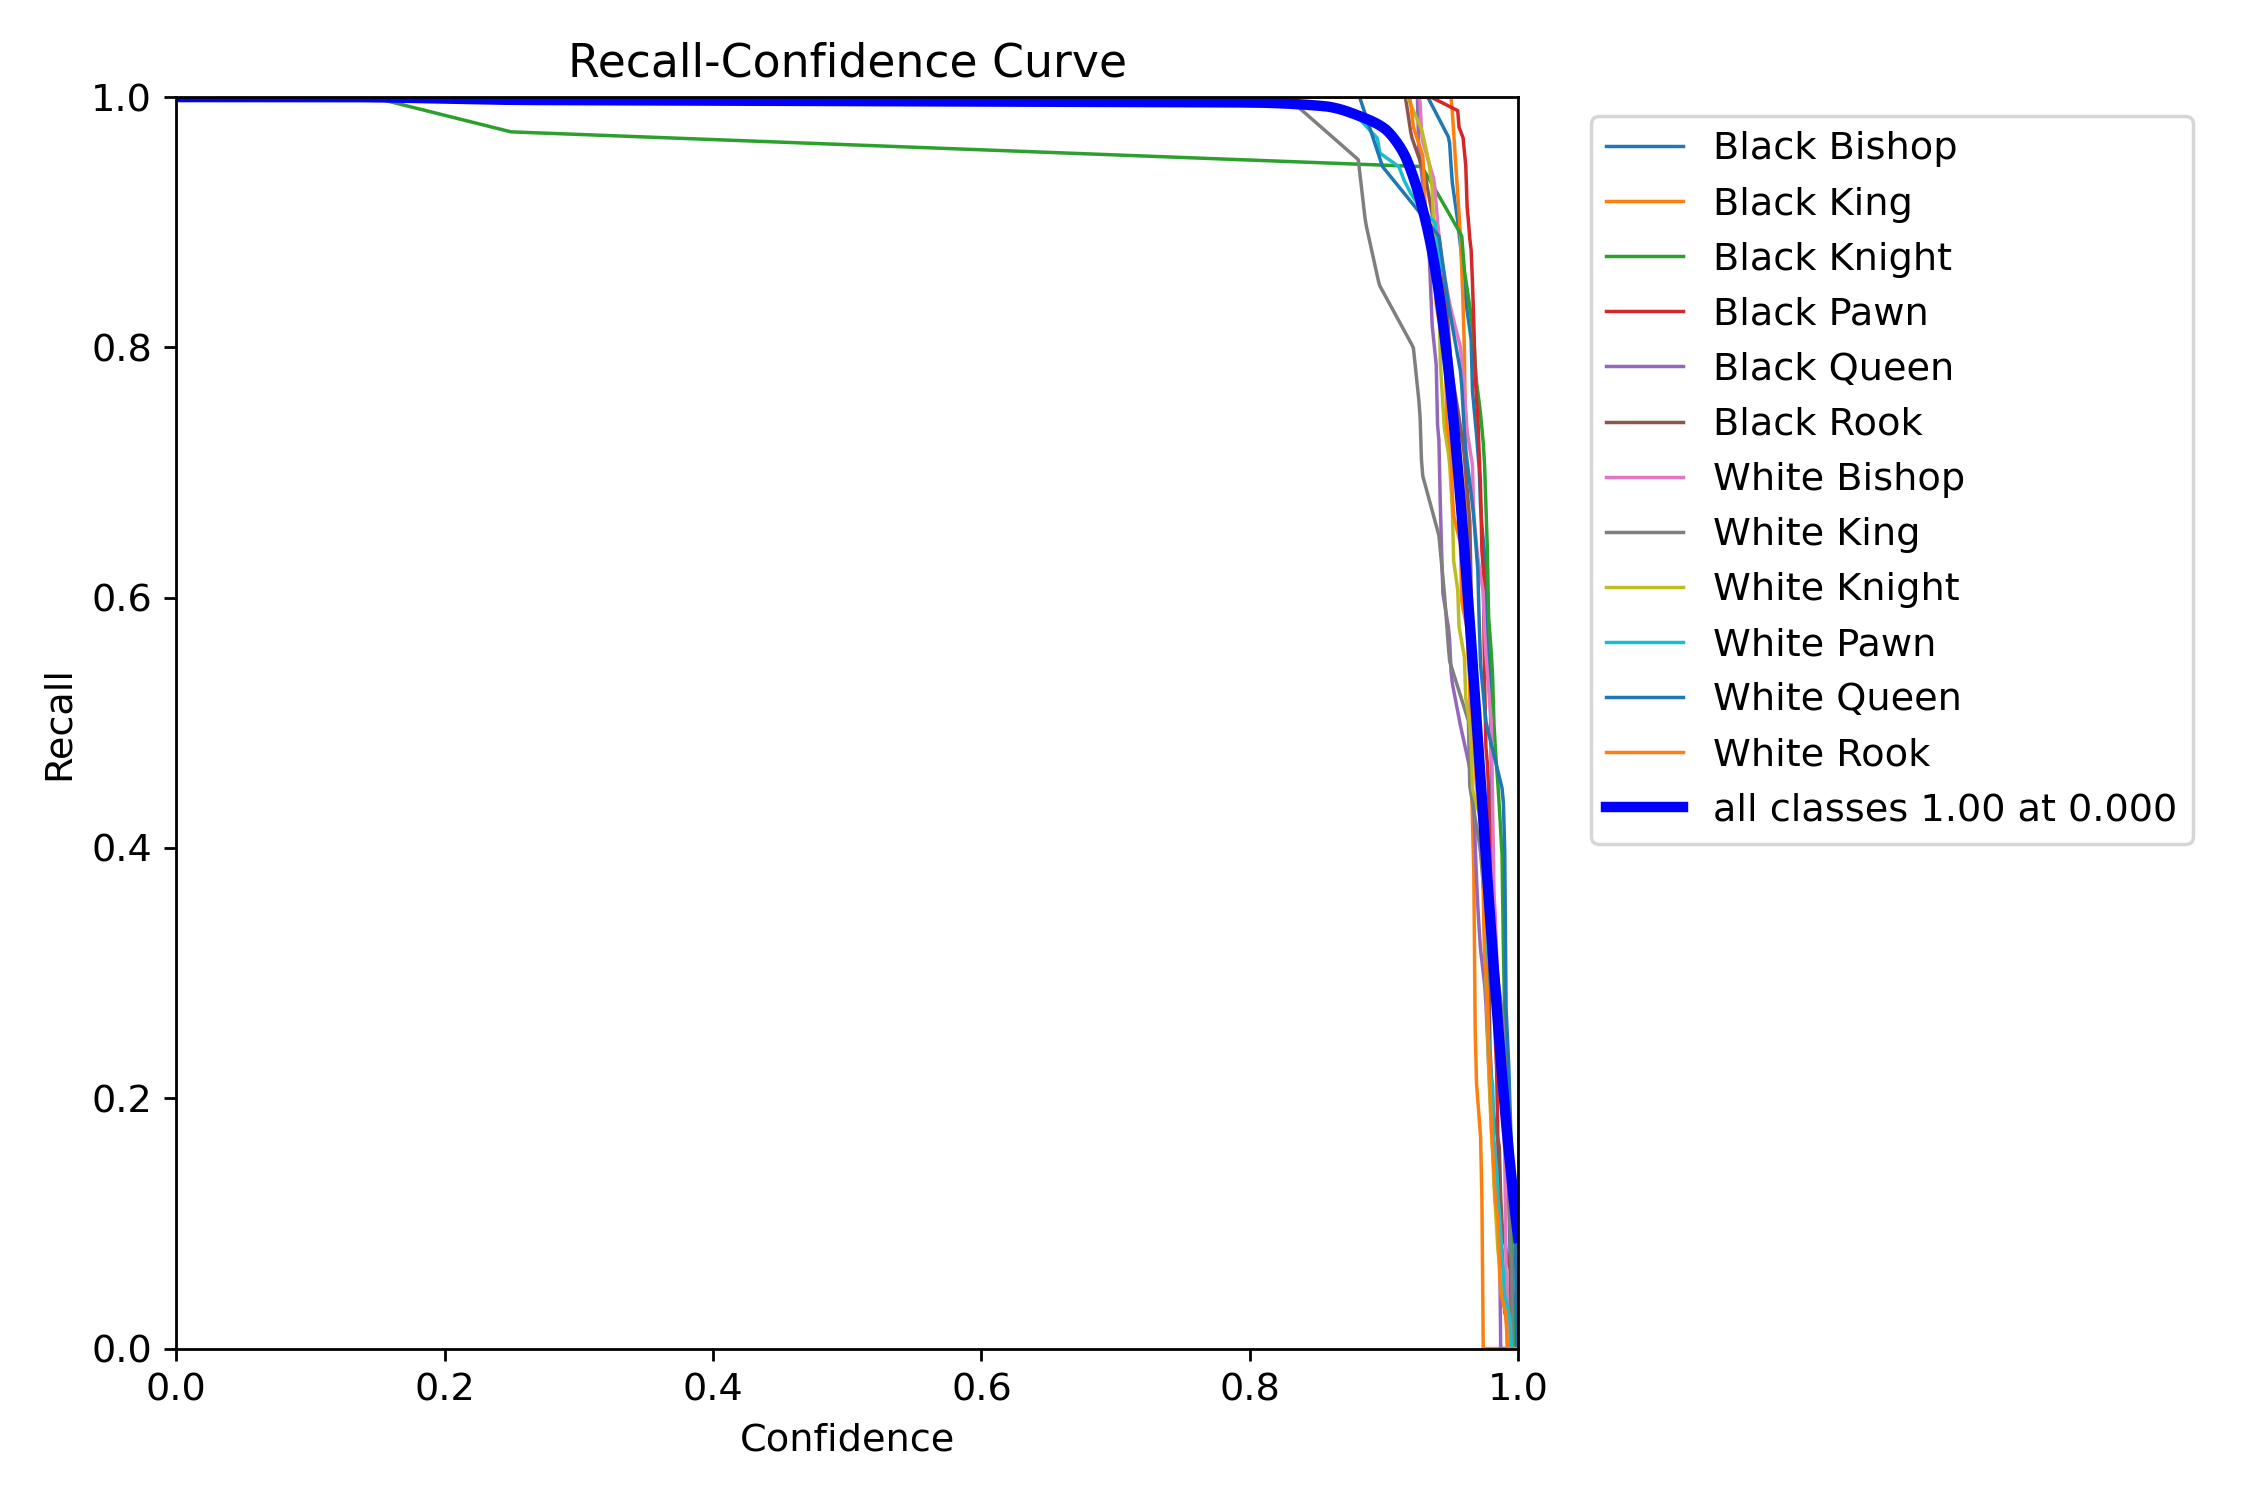 Recall-Confidence Curve
1.0
0.8
0.6
0.4
0.2
0.0
Recall
0.0 0.2 0.4 0.6 0.8 1.0
Confidence
Black Bishop
Black King
Black Knight
Black Pawn
Black Queen
Black Rook
White Bishop
White King
White Knight
White Pawn
White Queen
White Rook
all classes 1.00 at 0.000